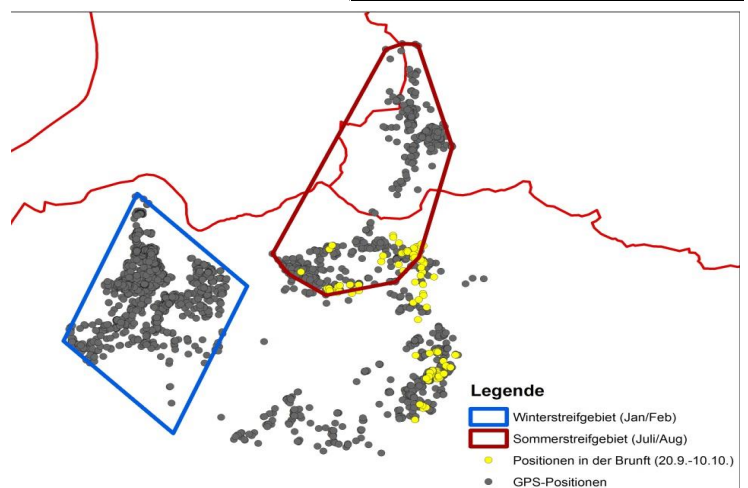 Legende
Winterstreifgebiet (Jan/Feb)
Sommerstreifgebiet (Juli/Aug)
Positionen in der Brunft (20.9.-10.10.)
GPS-Positionen